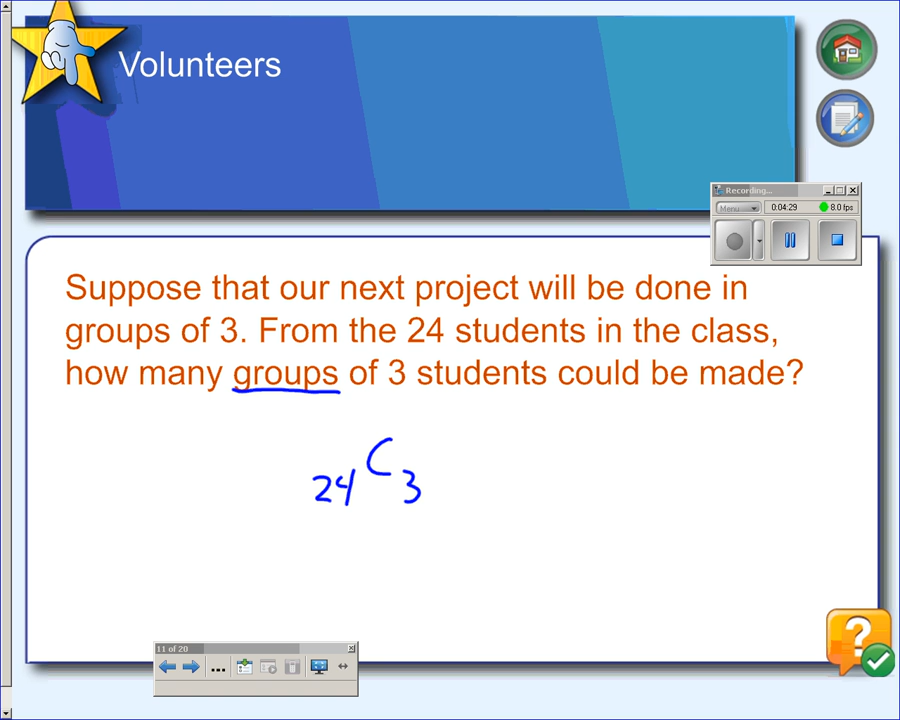 Volunteers
Recording...
Menu
0:04:29
8.0 fps
Suppose that our next project will be done in
groups of 3. From the 24 students in the class,
how many groups of 3 students could be made?
24 C 3
11 of 20
...
?